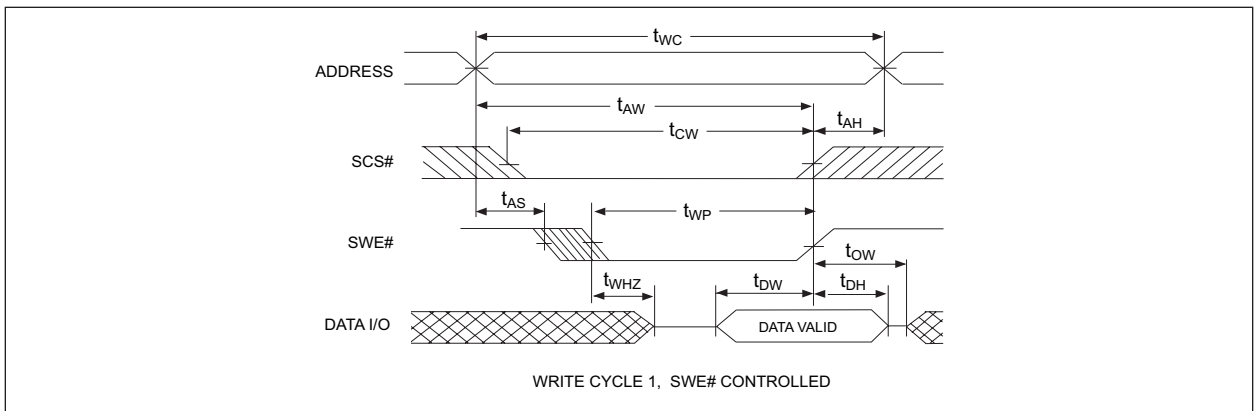 tWC
ADDRESS
tAW
tAH
tCW
SCS#
tAS
tWP
SWE#
tOW
tWHZ
tDW
tDH
DATA I/O
DATA VALID
WRITE CYCLE 1, SWE# CONTROLLED